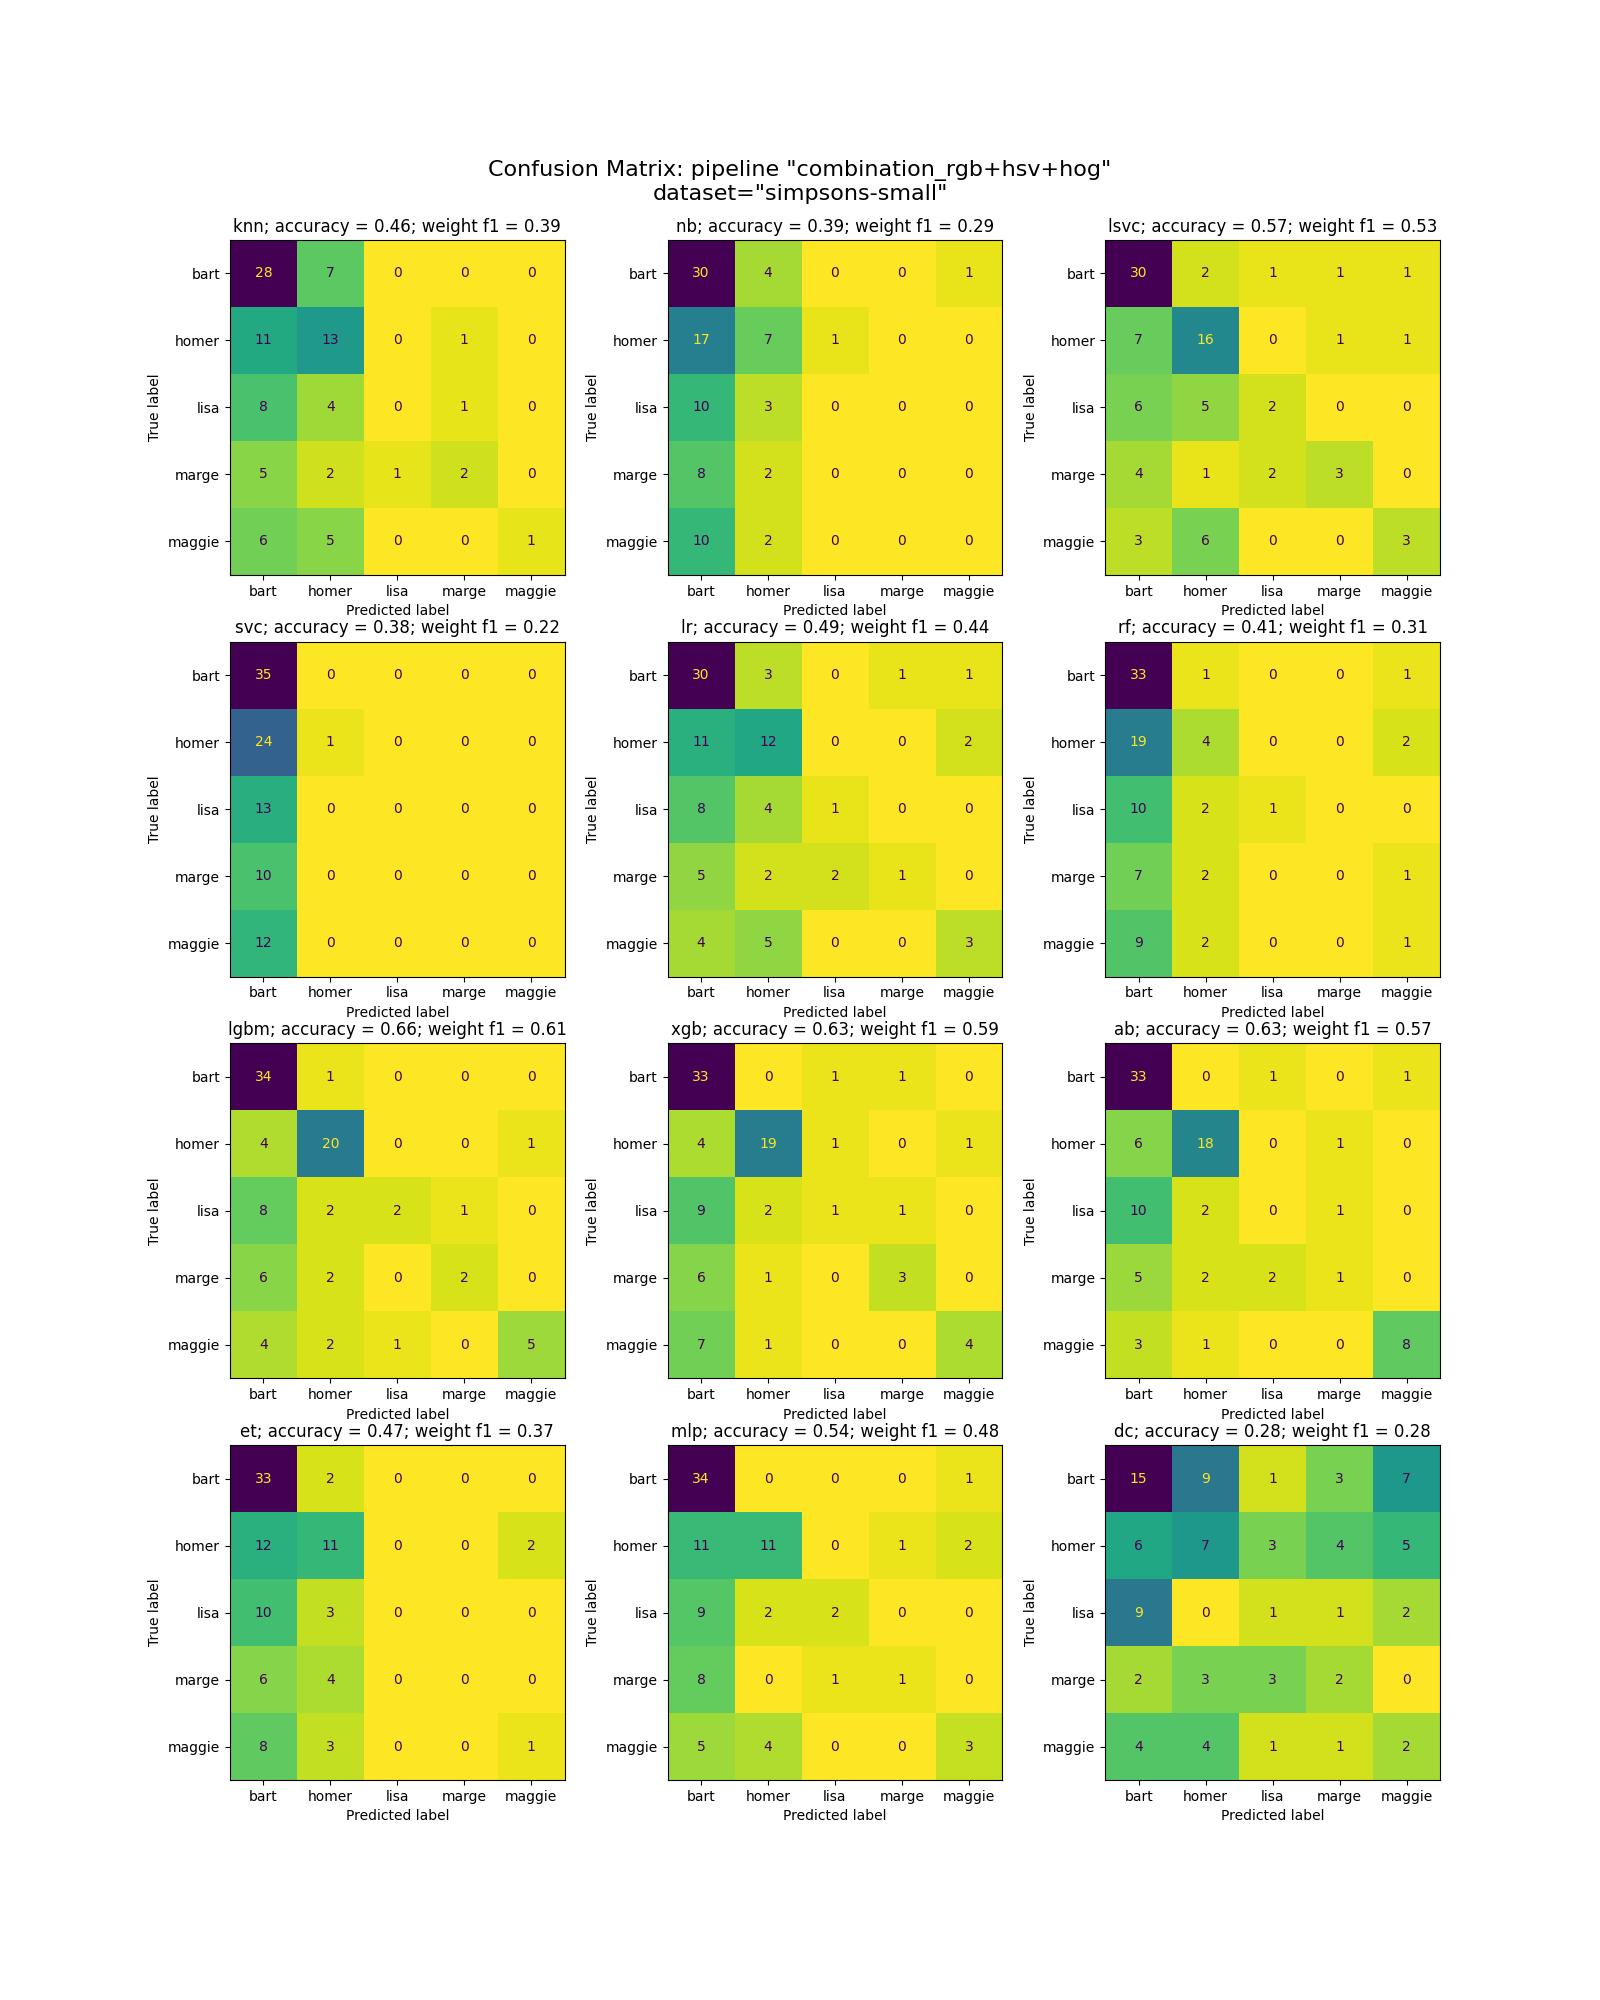 Confusion Matrix: pipeline "combination_rgb+hsv+hog"
dataset="simpsons-small"
knn; accuracy = 0.46; weight f1 = 0.39
True label
bart 28 7 0 0 0
homer 11 13 0 1 0
lisa 8 4 0 1 0
marge 5 2 1 2 0
maggie 6 5 0 0 1
bart homer lisa marge maggie
Predicted label
nb; accuracy = 0.39; weight f1 = 0.29
True label
bart 30 4 0 0 1
homer 17 7 1 0 0
lisa 10 3 0 0 0
marge 8 2 0 0 0
maggie 10 2 0 0 0
bart homer lisa marge maggie
Predicted label
lsvc; accuracy = 0.57; weight f1 = 0.53
True label
bart 30 2 1 1 1
homer 7 16 0 1 1
lisa 6 5 2 0 0
marge 4 1 2 3 0
maggie 3 6 0 0 3
bart homer lisa marge maggie
Predicted label
svc; accuracy = 0.38; weight f1 = 0.22
True label
bart 35 0 0 0 0
homer 24 1 0 0 0
lisa 13 0 0 0 0
marge 10 0 0 0 0
maggie 12 0 0 0 0
bart homer lisa marge maggie
Predicted label
lr; accuracy = 0.49; weight f1 = 0.44
True label
bart 30 3 0 1 1
homer 11 12 0 0 2
lisa 8 4 1 0 0
marge 5 2 2 1 0
maggie 4 5 0 0 3
bart homer lisa marge maggie
Predicted label
rf; accuracy = 0.41; weight f1 = 0.31
True label
bart 33 1 0 0 1
homer 19 4 0 0 2
lisa 10 2 1 0 0
marge 7 2 0 0 1
maggie 9 2 0 0 1
bart homer lisa marge maggie
Predicted label
lgbm; accuracy = 0.66; weight f1 = 0.61
True label
bart 34 1 0 0 0
homer 4 20 0 0 1
lisa 8 2 2 1 0
marge 6 2 0 2 0
maggie 4 2 1 0 5
bart homer lisa marge maggie
Predicted label
xgb; accuracy = 0.63; weight f1 = 0.59
True label
bart 33 0 1 1 0
homer 4 19 1 0 1
lisa 9 2 1 1 0
marge 6 1 0 3 0
maggie 7 1 0 0 4
bart homer lisa marge maggie
Predicted label
ab; accuracy = 0.63; weight f1 = 0.57
True label
bart 33 0 1 0 1
homer 6 18 0 1 0
lisa 10 2 0 1 0
marge 5 2 2 1 0
maggie 3 1 0 0 8
bart homer lisa marge maggie
Predicted label
et; accuracy = 0.47; weight f1 = 0.37
True label
bart 33 2 0 0 0
homer 12 11 0 0 2
lisa 10 3 0 0 0
marge 6 4 0 0 0
maggie 8 3 0 0 1
bart homer lisa marge maggie
Predicted label
mlp; accuracy = 0.54; weight f1 = 0.48
True label
bart 34 0 0 0 1
homer 11 11 0 1 2
lisa 9 2 2 0 0
marge 8 0 1 1 0
maggie 5 4 0 0 3
bart homer lisa marge maggie
Predicted label
dc; accuracy = 0.28; weight f1 = 0.28
True label
bart 15 9 1 3 7
homer 6 7 3 4 5
lisa 9 0 1 1 2
marge 2 3 3 2 0
maggie 4 4 1 1 2
bart homer lisa marge maggie
Predicted label